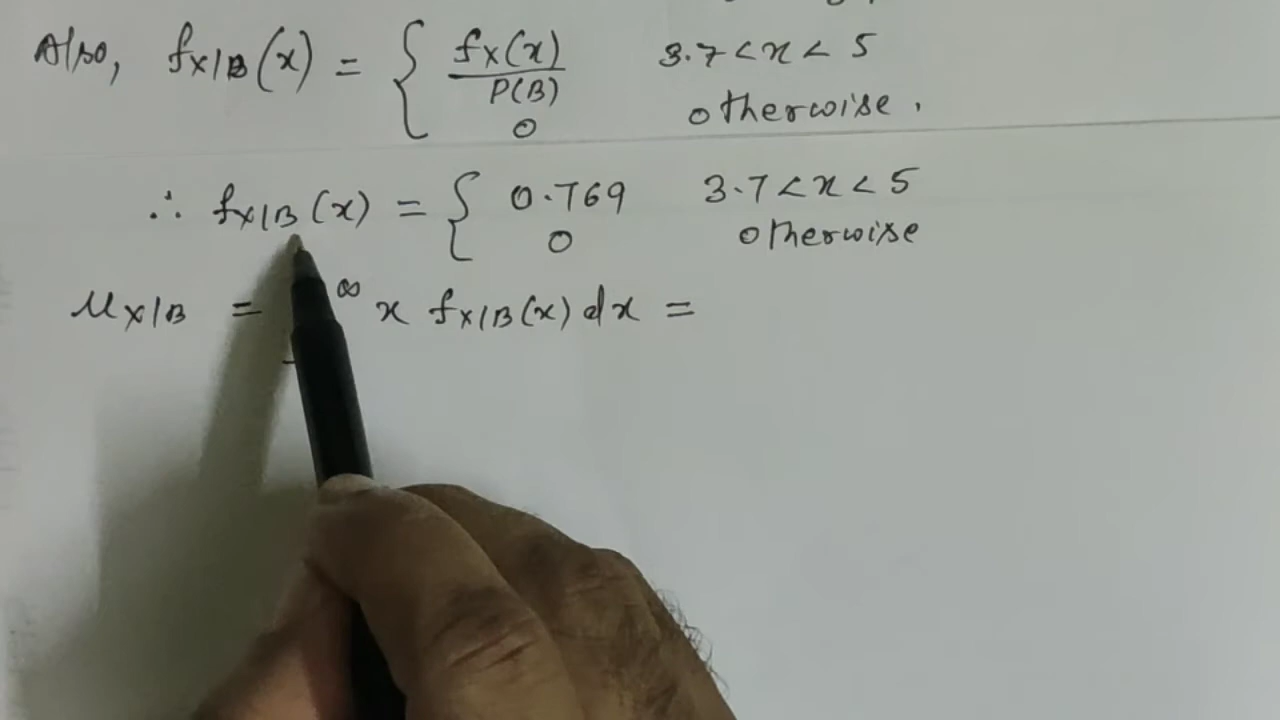 Also, fX|B(x) = { fX(x) / P(B) 3.7 < x < 5
0 otherwise.
∴ fX|B(x) = { 0.769 3.7 < x < 5
0 otherwise
μX|B = ∞ x fX|B(x) dx =